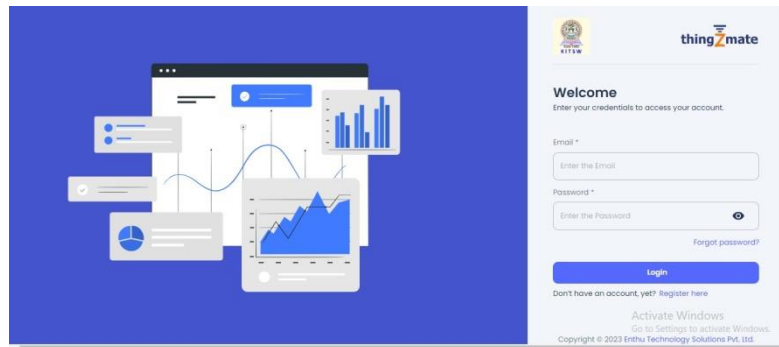 KITSW
thingZmate
Welcome
Enter your credentials to access your account.
Email *
Enter the Email
Password *
Enter the Password
Forgot password?
Login
Don't have an account, yet? Register here
Activate Windows
Go to Settings to activate Windows.
Copyright © 2023 Enthu Technology Solutions Pvt. Ltd.